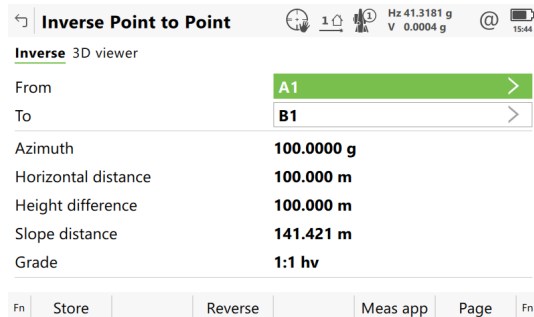 Inverse Point to Point
1
1
Hz 41.3181 g
V 0.0004 g
@
15:44
Inverse 3D viewer
From A1
To B1
Azimuth 100.0000 g
Horizontal distance 100.000 m
Height difference 100.000 m
Slope distance 141.421 m
Grade 1:1 hv
Fn Store Reverse Meas app Page Fn